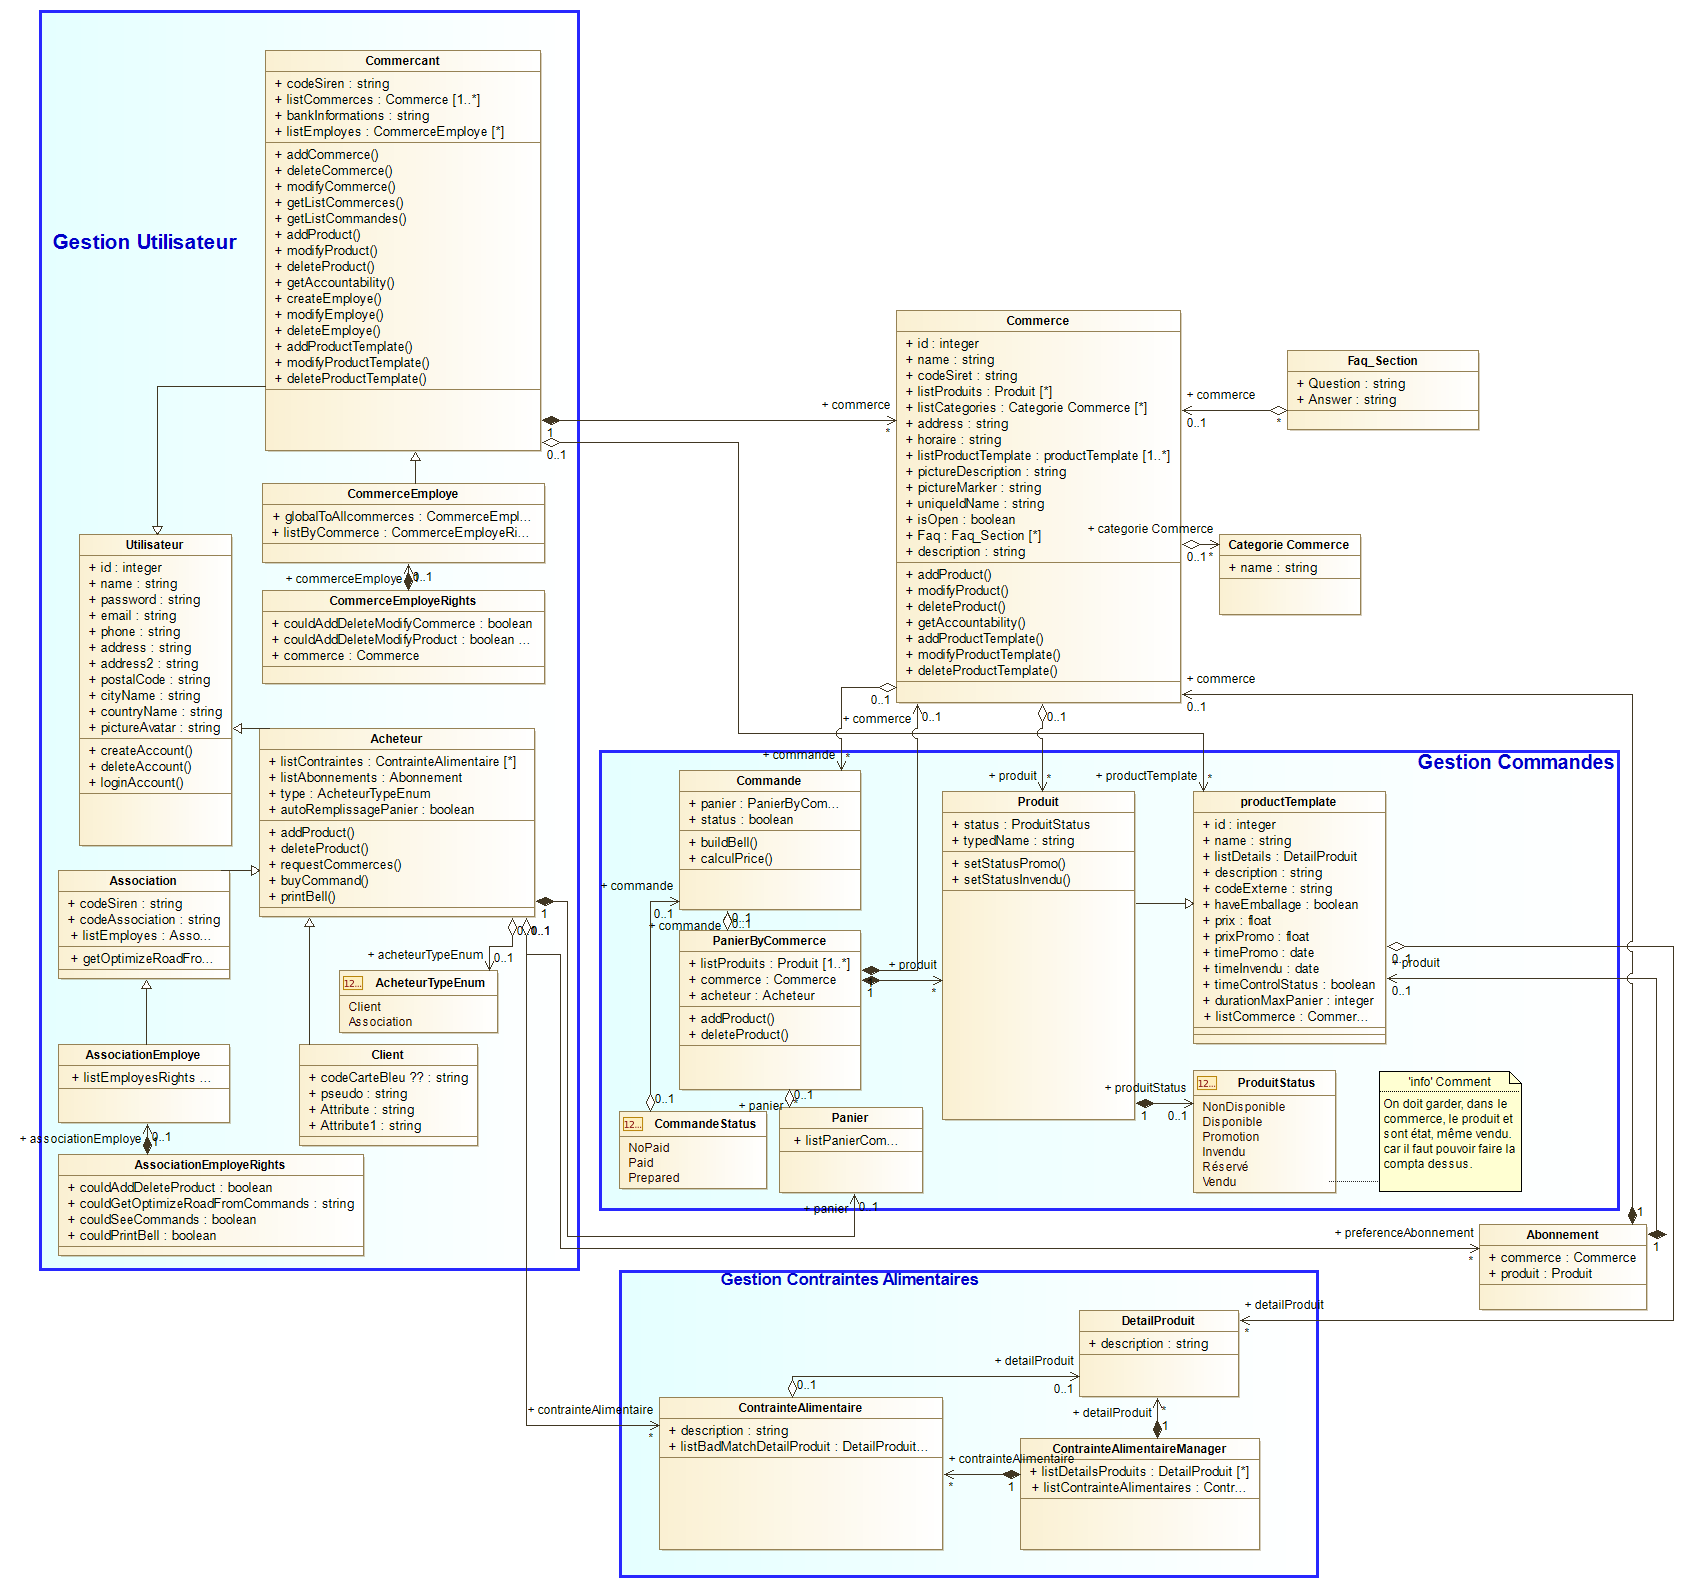 Gestion Utilisateur
Commercant
+ codeSiren : string
+ listCommerces : Commerce [1..*]
+ bankInformations : string
+ listEmployes : CommerceEmploye [*]
+ addCommerce()
+ deleteCommerce()
+ modifyCommerce()
+ getListCommerces()
+ getListCommandes()
+ addProduct()
+ modifyProduct()
+ deleteProduct()
+ getAccountability()
+ createEmploye()
+ modifyEmploye()
+ deleteEmploye()
+ addProductTemplate()
+ modifyProductTemplate()
+ deleteProductTemplate()
1
0..1
+ commerce
*
CommerceEmploye
+ globalToAllcommerces : CommerceEmpl...
+ listByCommerce : CommerceEmployeRi...
+ commerceEmploye
0..1
CommerceEmployeRights
+ couldAddDeleteModifyCommerce : boolean
+ couldAddDeleteModifyProduct : boolean ...
+ commerce : Commerce
Utilisateur
+ id : integer
+ name : string
+ password : string
+ email : string
+ phone : string
+ address : string
+ address2 : string
+ postalCode : string
+ cityName : string
+ countryName : string
+ pictureAvatar : string
+ createAccount()
+ deleteAccount()
+ loginAccount()
Acheteur
+ listContraintes : ContrainteAlimentaire [*]
+ listAbonnements : Abonnement
+ type : AcheteurTypeEnum
+ autoRemplissagePanier : boolean
+ addProduct()
+ deleteProduct()
+ requestCommerces()
+ buyCommand()
+ printBell()
1
0..1
+ acheteurTypeEnum
0..1
AcheteurTypeEnum
Client
Association
Association
+ codeSiren : string
+ codeAssociation : string
+ listEmployes : Asso...
+ getOptimizeRoadFro...
AssociationEmploye
+ listEmployesRights ...
+ associationEmploye
0..1
1
AssociationEmployeRights
+ couldAddDeleteProduct : boolean
+ couldGetOptimizeRoadFromCommands : string
+ couldSeeCommands : boolean
+ couldPrintBell : boolean
Client
+ codeCarteBleu ?? : string
+ pseudo : string
+ Attribute : string
+ Attribute1 : string
Commerce
+ id : integer
+ name : string
+ codeSiret : string
+ listProduits : Produit [*]
+ listCategories : Categorie Commerce [*]
+ address : string
+ horaire : string
+ listProductTemplate : productTemplate [1..*]
+ pictureDescription : string
+ pictureMarker : string
+ uniqueIdName : string
+ isOpen : boolean
+ Faq : Faq_Section [*]
+ description : string
+ addProduct()
+ modifyProduct()
+ deleteProduct()
+ getAccountability()
+ addProductTemplate()
+ modifyProductTemplate()
+ deleteProductTemplate()
+ commerce
0..1
*
Faq_Section
+ Question : string
+ Answer : string
+ categorie Commerce
0..1
*
Categorie Commerce
+ name : string
+ commerce
0..1
0..1
+ commerce
0..1
0..1
Gestion Commandes
+ commande
*
+ produit
*
+ productTemplate
*
Commande
+ panier : PanierByCom...
+ status : boolean
+ buildBell()
+ calculPrice()
+ commande
0..1
+ commande
0..1
PanierByCommerce
+ listProduits : Produit [1..*]
+ commerce : Commerce
+ acheteur : Acheteur
+ addProduct()
+ deleteProduct()
1
+ produit
*
+ panier
0..1
*
0..1
CommandeStatus
NoPaid
Paid
Prepared
Panier
+ listPanierCom...
+ panier
0..1
Produit
+ status : ProduitStatus
+ typedName : string
+ setStatusPromo()
+ setStatusInvendu()
productTemplate
+ id : integer
+ name : string
+ listDetails : DetailProduit
+ description : string
+ codeExterne : string
+ haveEmballage : boolean
+ prix : float
+ prixPromo : float
+ timePromo : date
+ timeInvendu : date
+ timeControlStatus : boolean
+ durationMaxPanier : integer
+ listCommerce : Commer...
0..1
+ produit
0..1
+ produitStatus
1
0..1
ProduitStatus
NonDisponible
Disponible
Promotion
Invendu
Réservé
Vendu
'info' Comment
On doit garder, dans le
commerce, le produit et
sont état, même vendu.
car il faut pouvoir faire la
compta dessus.
+ preferenceAbonnement
*
1
1
Abonnement
+ commerce : Commerce
+ produit : Produit
Gestion Contraintes Alimentaires
+ detailProduit
*
DetailProduit
+ description : string
+ detailProduit
0..1
0..1
+ contrainteAlimentaire
*
ContrainteAlimentaire
+ description : string
+ listBadMatchDetailProduit : DetailProduit...
+ detailProduit
*
1
ContrainteAlimentaireManager
+ listDetailsProduits : DetailProduit [*]
+ listContrainteAlimentaires : Contr...
+ contrainteAlimentaire
*
1